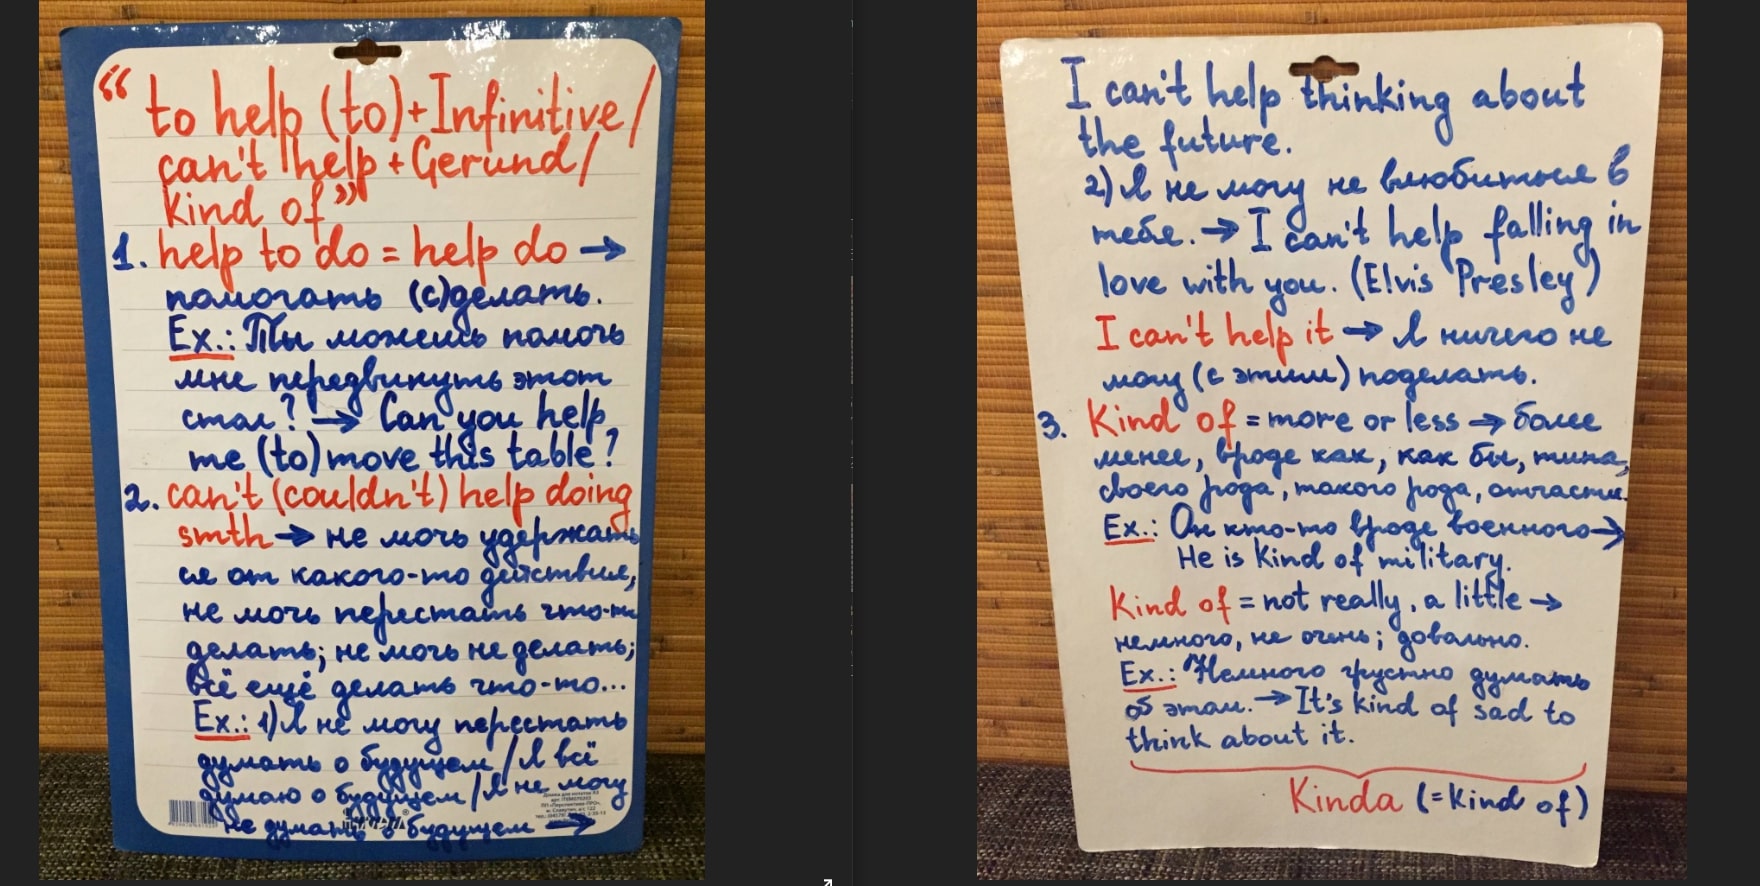 “to help (to)+Infinitive/
can't help+Gerund/
kind of”
1. help to do = help do →
помогать (с)делать.
Ex.: Ты можешь помочь
мне передвинуть этот
стол? → Can you help
me (to) move this table?
2. can't (couldn't) help doing
smth → не мочь удержать
ся от какого-то действия,
не мочь перестать что-то
делать; не мочь не делать;
всё ещё делать что-то...
Ex.: 1) Я не могу перестать
думать о будущем / Я всё
думаю о будущем / Я не могу
не думать о будущем →
I can't help thinking about
the future.
2) Я не могу не влюбиться в
тебя. → I can't help falling in
love with you. (Elvis Presley)
I can't help it → Я ничего не
могу (с этим) поделать.
3. Kind of = more or less → более
менее, вроде как, как бы, типа,
своего рода, такого рода, отчасти.
Ex.: Он кто-то вроде военного →
He is kind of military.
Kind of = not really, a little →
немного, не очень; довольно.
Ex.: Немного грустно думать
об этом. → It's kind of sad to
think about it.
Kinda (= kind of)